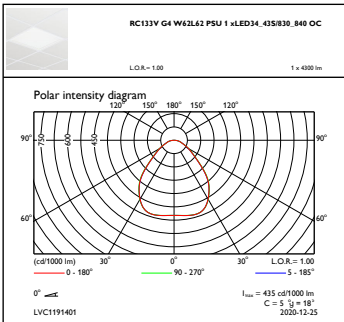 RC133V G4 W62L62 PSU 1 xLED34_43S/830_840 OC
L.O.R.= 1.00 1 x 4300 lm
Polar intensity diagram
120° 150° 180° 150° 120°
90° 750 600 450 90°
60° 60°
(cd/1000 lm) 30° 0° 30° L.O.R.= 1.00
0 - 180° 90 - 270° 5 - 185°
0° Imax = 435 cd/1000 lm
C = 5 °g = 18°
LVC1191401 2020-12-25